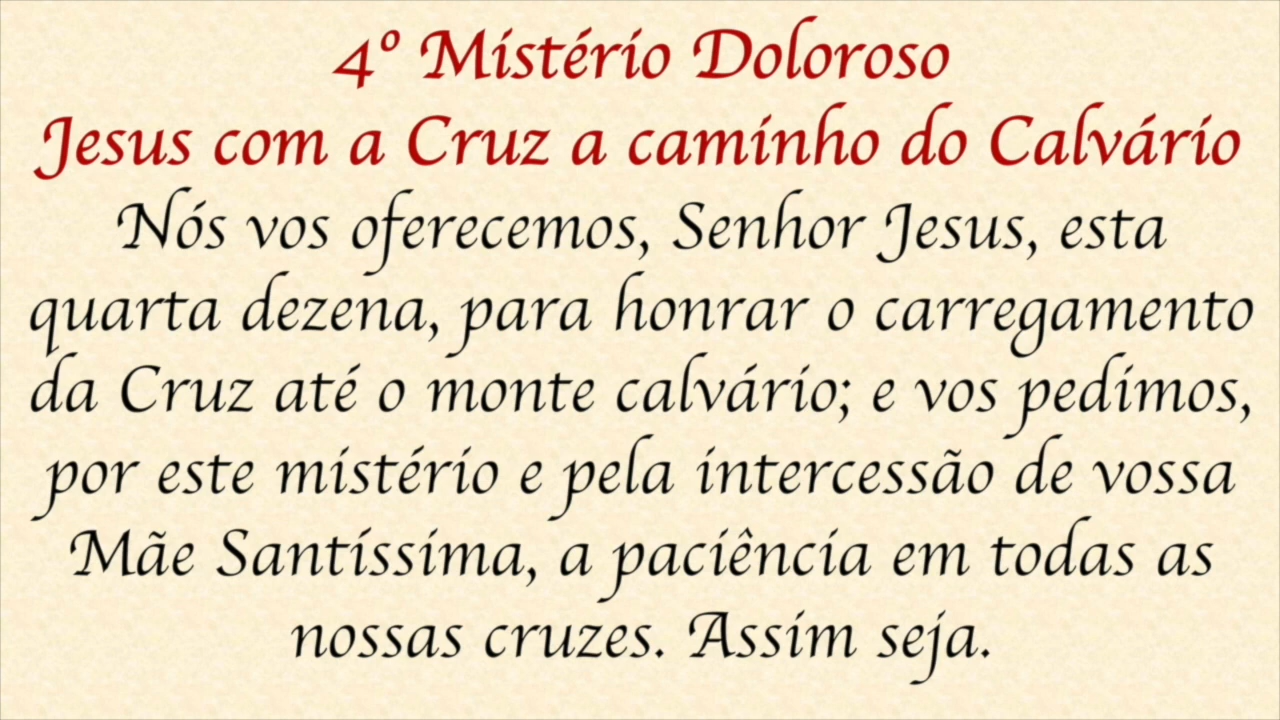 4º Mistério Doloroso
Jesus com a Cruz a caminho do Calvário
Nós vos oferecemos, Senhor Jesus, esta
quarta dezena, para honrar o carregamento
da Cruz até o monte calvário; e vos pedimos,
por este mistério e pela intercessão de vossa
Mãe Santíssima, a paciência em todas as
nossas cruzes. Assim seja.